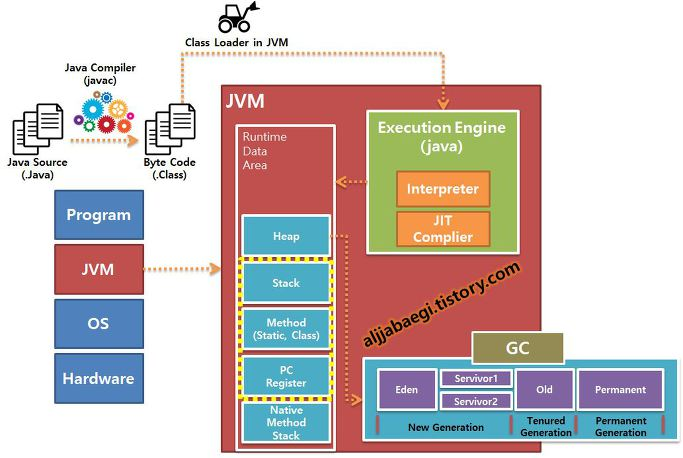 Class Loader in JVM
Java Compiler
(javac)
Java Source
(.Java)
Byte Code
(.Class)
Program
JVM
OS
Hardware
JVM
Runtime
Data
Area
Heap
Stack
Method
(Static, Class)
PC
Register
Native
Method
Stack
Execution Engine
(java)
Interpreter
JIT
Complier
aljjabaegi.tistory.com
GC
Eden
Servivor1
Servivor2
Old
Permanent
New Generation
Tenured
Generation
Permanent
Generation